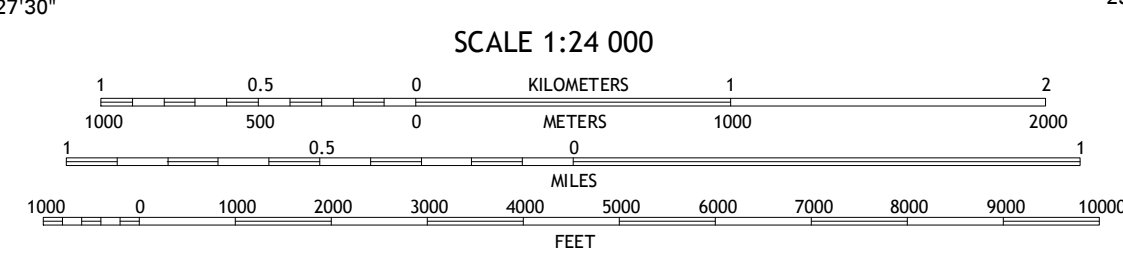 27'30"
SCALE 1:24 000
1 0.5 0 KILOMETERS 1 2
1000 500 0 METERS 1000 2000
1 0.5 0 1
MILES
1000 0 1000 2000 3000 4000 5000 6000 7000 8000 9000 10000
FEET